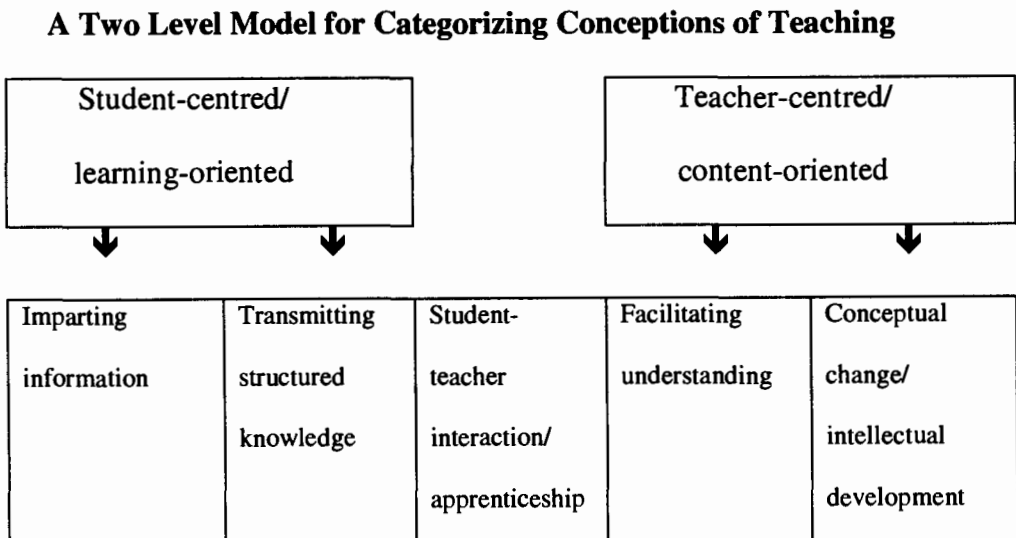 A Two Level Model for Categorizing Conceptions of Teaching
Student-centred/
learning-oriented
Teacher-centred/
content-oriented
Imparting
information
Transmitting
structured
knowledge
Student-
teacher
interaction/
apprenticeship
Facilitating
understanding
Conceptual
change/
intellectual
development